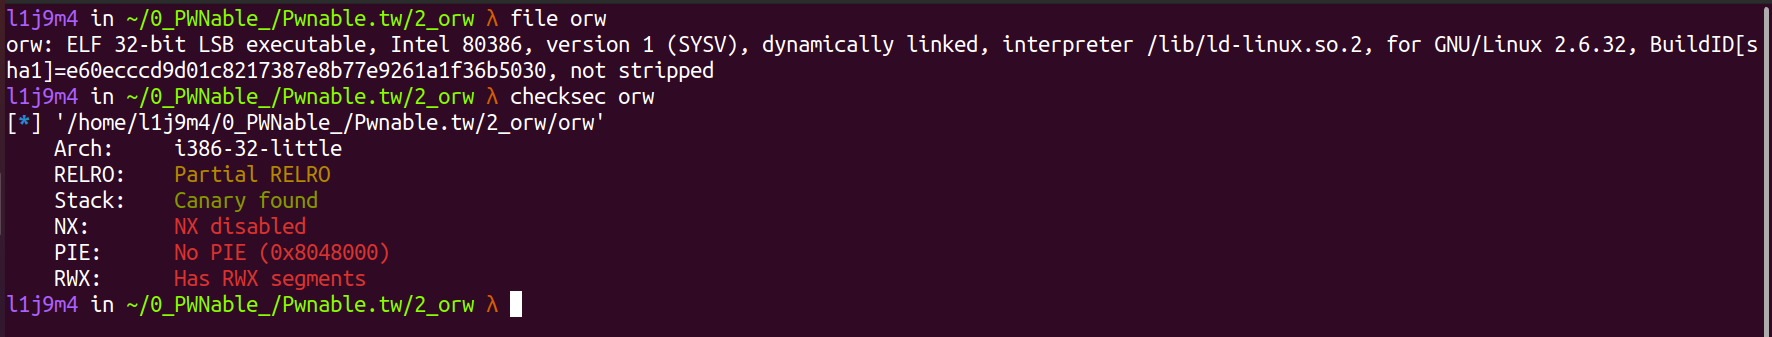 l1j9m4 in ~/0_PWNable_/Pwnable.tw/2_orw λ file orw
orw: ELF 32-bit LSB executable, Intel 80386, version 1 (SYSV), dynamically linked, interpreter /lib/ld-linux.so.2, for GNU/Linux 2.6.32, BuildID[s
ha1]=e60ecccd9d01c8217387e8b77e9261a1f36b5030, not stripped
l1j9m4 in ~/0_PWNable_/Pwnable.tw/2_orw λ checksec orw
[*] '/home/l1j9m4/0_PWNable_/Pwnable.tw/2_orw/orw'
    Arch:     i386-32-little
    RELRO:    Partial RELRO
    Stack:    Canary found
    NX:       NX disabled
    PIE:      No PIE (0x8048000)
    RWX:      Has RWX segments
l1j9m4 in ~/0_PWNable_/Pwnable.tw/2_orw λ